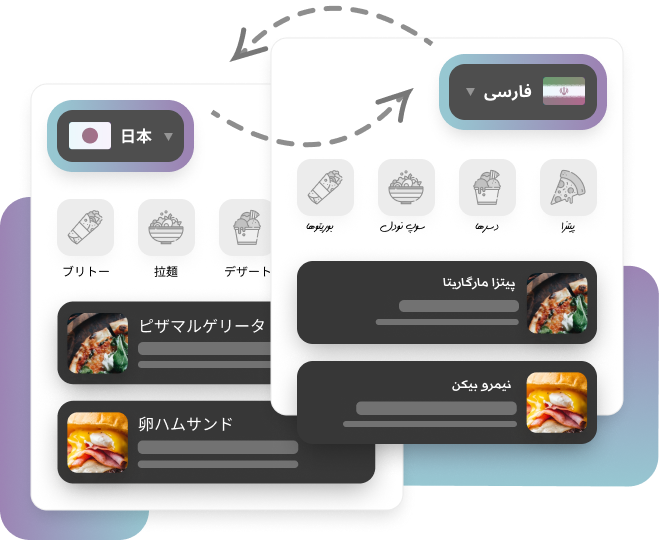 日本
ブリトー
拉麺
デザート
ピザマルゲリータ
卵ハムサンド
فارسی
پیتزا
دسرها
سوپ نودل
بوریتوها
پیتزا مارگاریتا
نیمرو بیکن